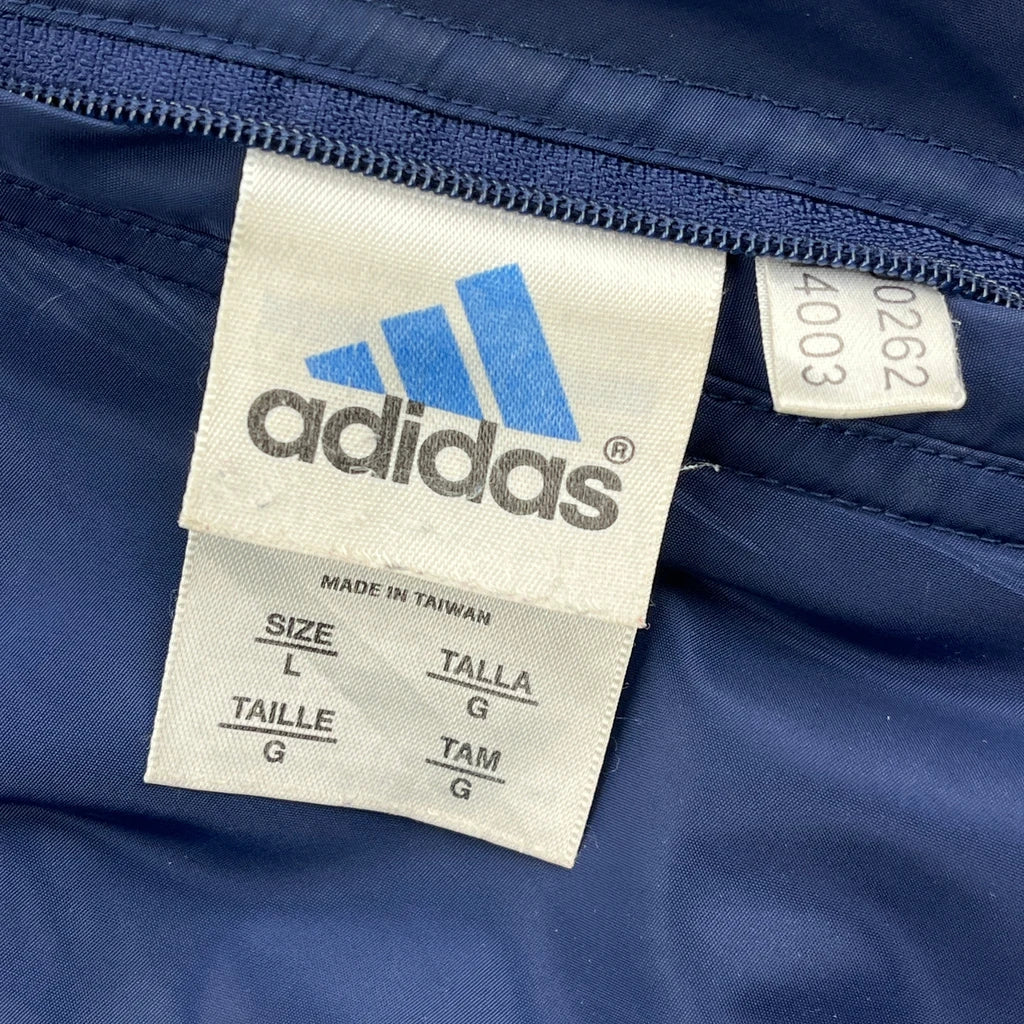 adidas®
MADE IN TAIWAN
SIZE
L
TALLA
G
TAILLE
G
TAM
G
0262
4003